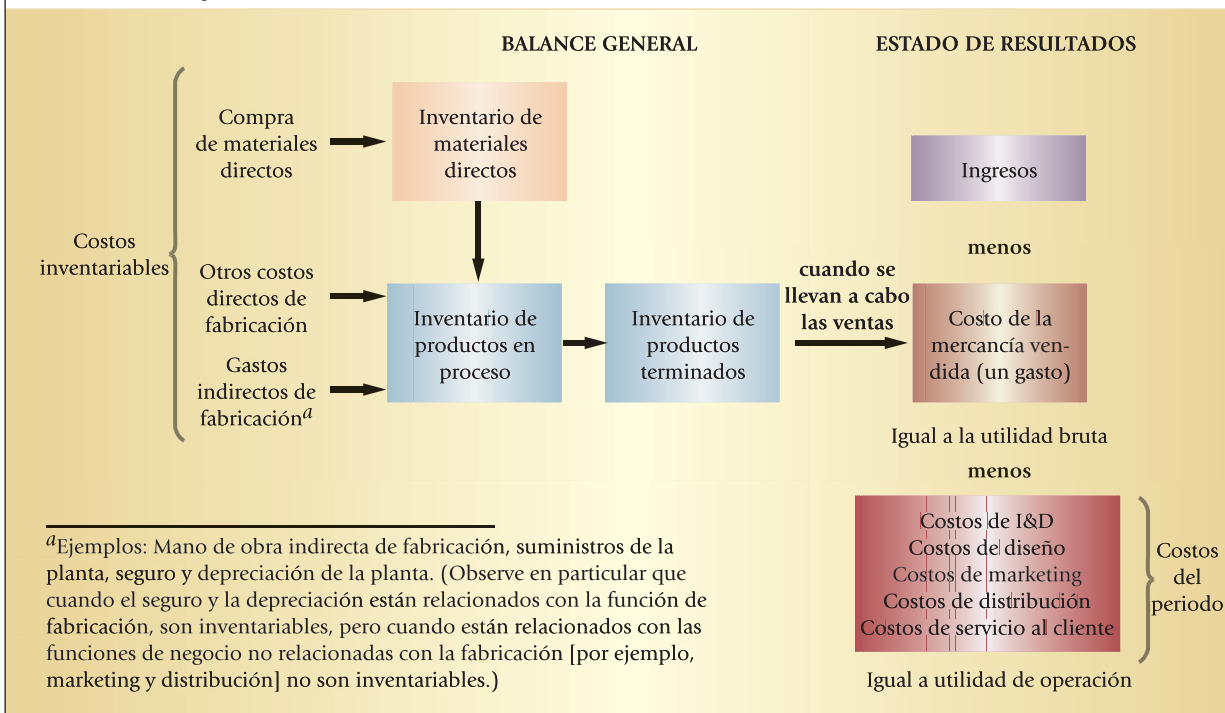 BALANCE GENERAL
ESTADO DE RESULTADOS
Costos
inventariables
Compra
de materiales
directos
Inventario de
materiales
directos
Otros costos
directos de
fabricación
Gastos
indirectos de
fabricaciónᵃ
Inventario de
productos en
proceso
Inventario de
productos
terminados
cuando se
llevan a cabo
las ventas
Ingresos
menos
Costo de la
mercancía ven-
dida (un gasto)
Igual a la utilidad bruta
menos
Costos de I&D
Costos de diseño
Costos de marketing
Costos de distribución
Costos de servicio al cliente
Costos
del
periodo
Igual a utilidad de operación
ᵃEjemplos: Mano de obra indirecta de fabricación, suministros de la
planta, seguro y depreciación de la planta. (Observe en particular que
cuando el seguro y la depreciación están relacionados con la función de
fabricación, son inventariables, pero cuando están relacionados con las
funciones de negocio no relacionadas con la fabricación [por ejemplo,
marketing y distribución] no son inventariables.)